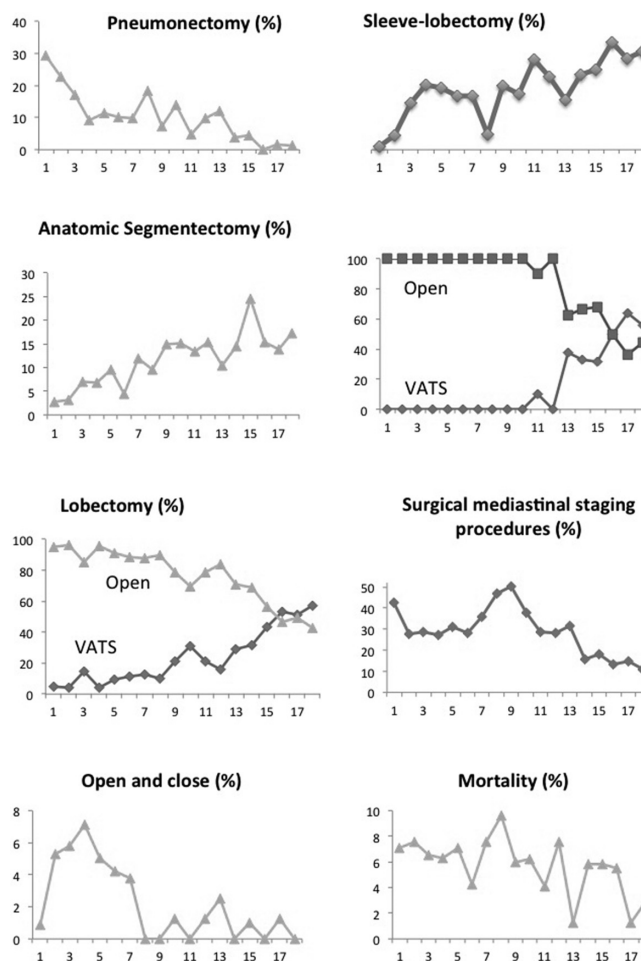 Pneumonectomy (%)
40
30
20
10
0
1 3 5 7 9 11 13 15 17
Sleeve-lobectomy (%)
1 3 5 7 9 11 13 15 17
Anatomic Segmentectomy (%)
30
25
20
15
10
5
0
1 3 5 7 9 11 13 15 17
100
80
60
40
20
0
Open
VATS
1 3 5 7 9 11 13 15 17
Lobectomy (%)
100
80
60
40
20
0
Open
VATS
1 3 5 7 9 11 13 15 17
Surgical mediastinal staging
procedures (%)
50
40
30
20
10
0
1 3 5 7 9 11 13 15 17
Open and close (%)
8
6
4
2
0
1 3 5 7 9 11 13 15 17
Mortality (%)
10
8
6
4
2
0
1 3 5 7 9 11 13 15 17